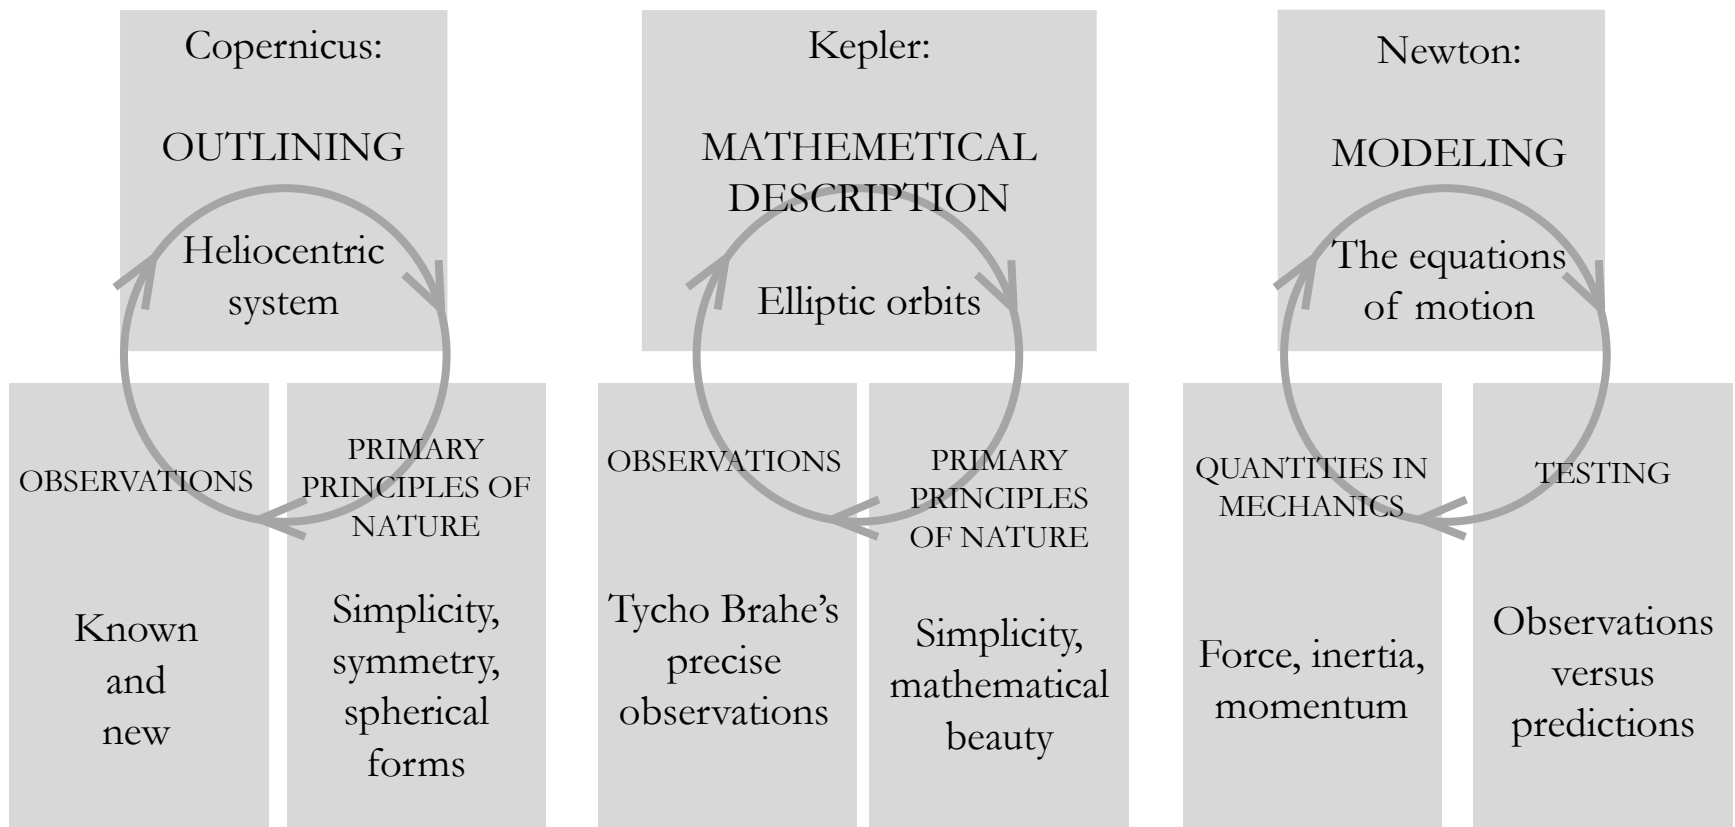 Copernicus:
OUTLINING
Heliocentric
system
OBSERVATIONS
Known
and
new
PRIMARY
PRINCIPLES OF
NATURE
Simplicity,
symmetry,
spherical
forms
Kepler:
MATHEMETICAL
DESCRIPTION
Elliptic orbits
OBSERVATIONS
Tycho Brahe’s
precise
observations
PRIMARY
PRINCIPLES
OF NATURE
Simplicity,
mathematical
beauty
Newton:
MODELING
The equations
of motion
QUANTITIES IN
MECHANICS
Force, inertia,
momentum
TESTING
Observations
versus
predictions